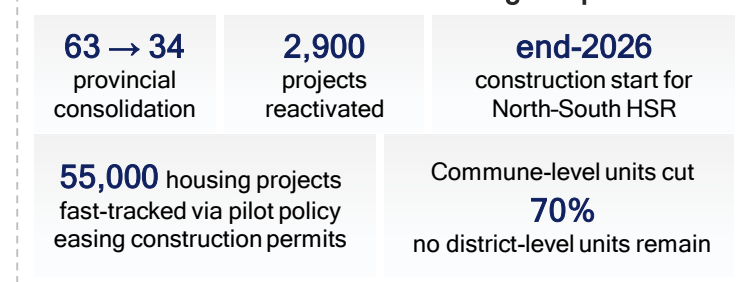 63 → 34
provincial
consolidation
2,900
projects
reactivated
end-2026
construction start for
North-South HSR
55,000 housing projects
fast-tracked via pilot policy
easing construction permits
Commune-level units cut
70%
no district-level units remain